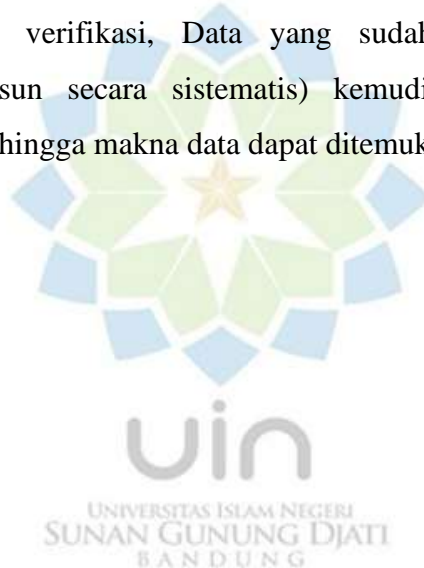 verifikasi, Data yang sudah
sun secara sistematis) kemudi
hingga makna data dapat ditemuk
uin
UNIVERSITAS ISLAM NEGERI
SUNAN GUNUNG DJATI
BANDUNG